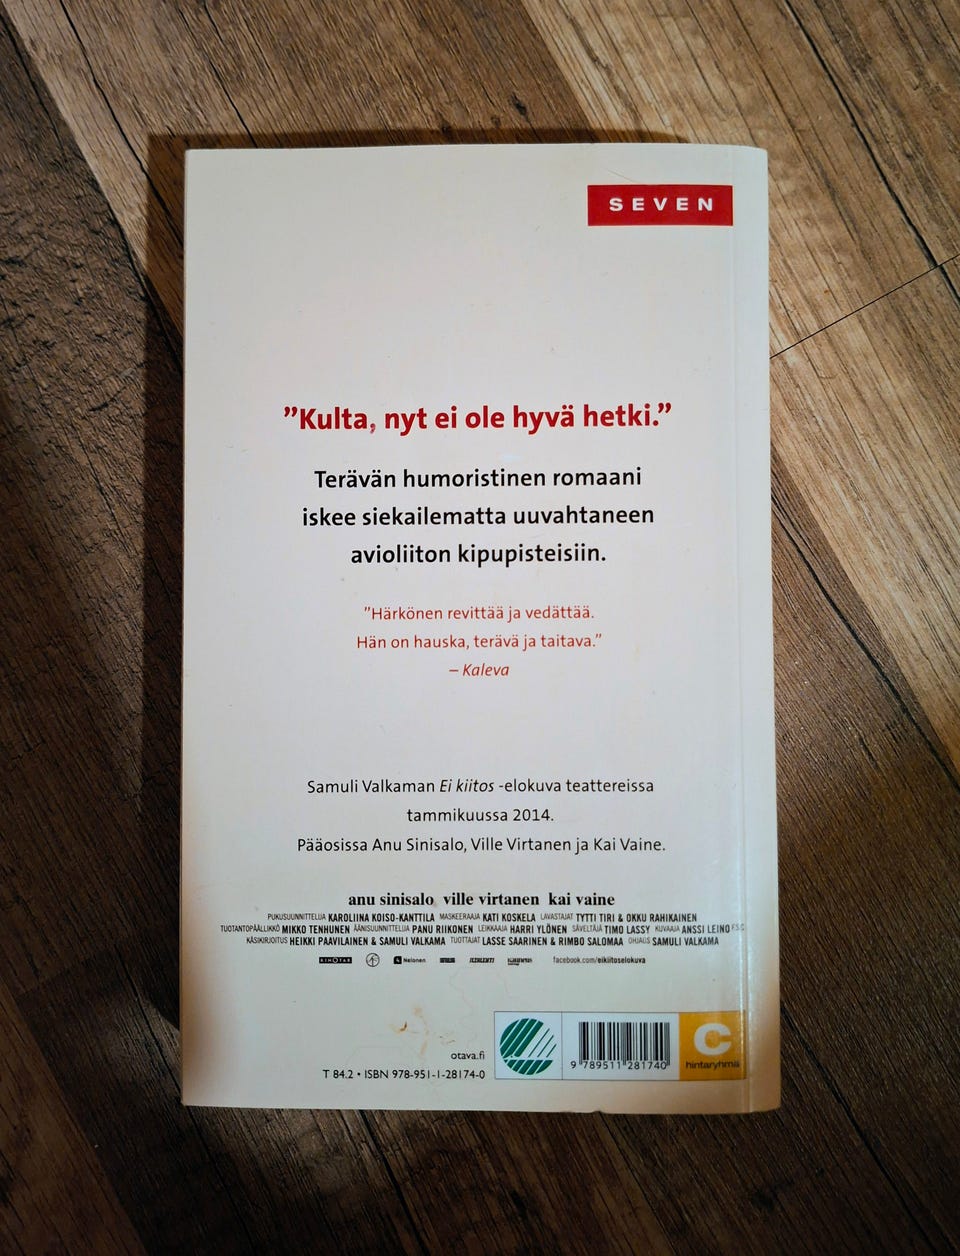 SEVEN
”Kulta, nyt ei ole hyvä hetki.”
Terävän humoristinen romaani
iskee siekailematta uuvahtaneen
avioliiton kipupisteisiin.
”Härkönen revittää ja vedättää.
Hän on hauska, terävä ja taitava.”
– Kaleva
Samuli Valkaman Ei kiitos -elokuva teattereissa
tammikuussa 2014.
Pääosissa Anu Sinisalo, Ville Virtanen ja Kai Vaine.
anu sinisalo ville virtanen kai vaine
PUKUSUUNNITTELIJA KAROLIINA KOISO-KANTTILA MASKEERAAJA KATI KOSKELA LAVASTAJAT TYTTI TIRI & OKKU RAHIKAINEN
TUOTANTOPÄÄLLIKKÖ MIKKO TENHUNEN ÄÄNISUUNNITTELIJA PANU RIIKONEN LEIKKAAJA HARRI YLÖNEN SÄVELTÄJÄ TIMO LASSY KUVAAJA ANSSI LEINO F.S.C
KÄSIKIRJOITUS HEIKKI PAAVILAINEN & SAMULI VALKAMA TUOTTAJAT LASSE SAARINEN & RIMBO SALOMAA OHJAUS SAMULI VALKAMA
KINOTAR Nelonen facebook.com/eikiitoselokuva
otava.fi
T 84.2 • ISBN 978-951-1-28174-0
9 789511 281740
C
hintaryhmä